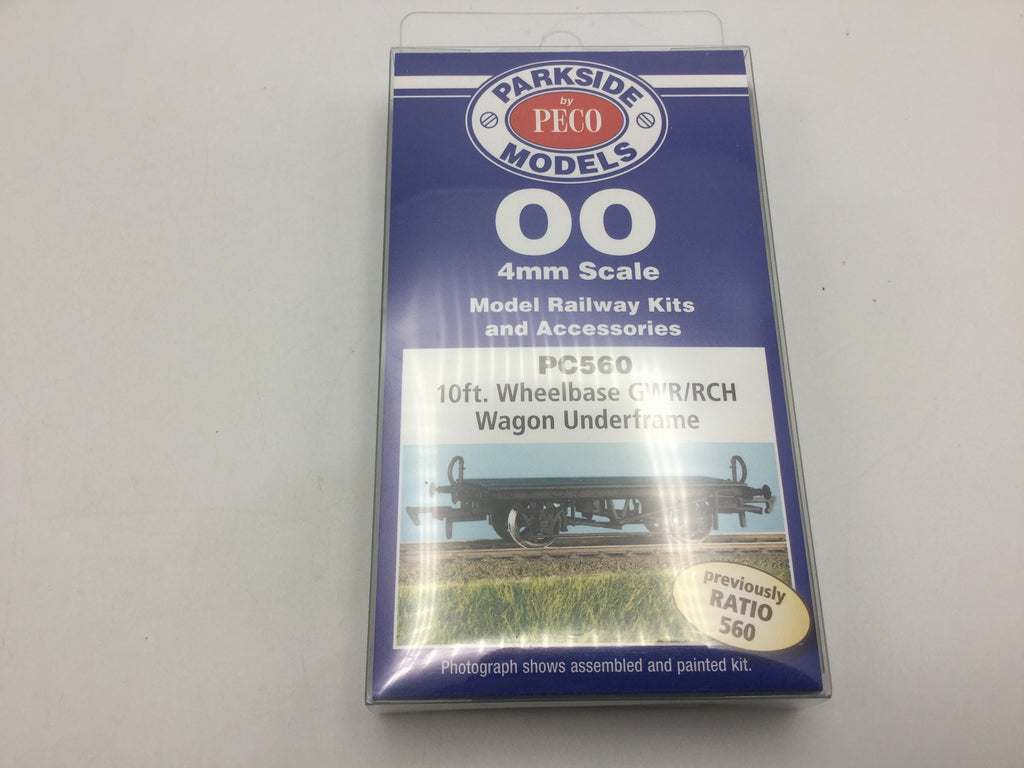 PARKSIDE
by
PECO
MODELS
OO
4mm Scale
Model Railway Kits
and Accessories
PC560
10ft. Wheelbase GWR/RCH
Wagon Underframe
previously
RATIO
560
Photograph shows assembled and painted kit.